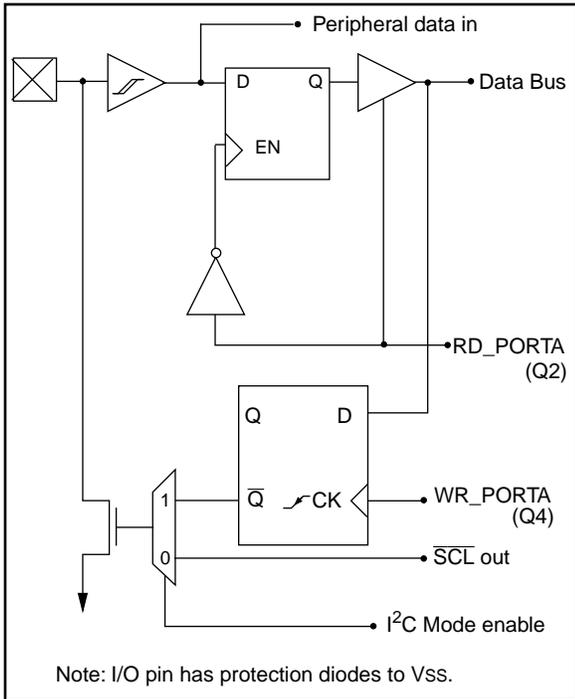 Peripheral data in
D Q
Data Bus
EN
RD_PORTA
(Q2)
Q D
1
Q̅ CK
WR_PORTA
(Q4)
0
S̅C̅L̅ out
I²C Mode enable
Note: I/O pin has protection diodes to VSS.